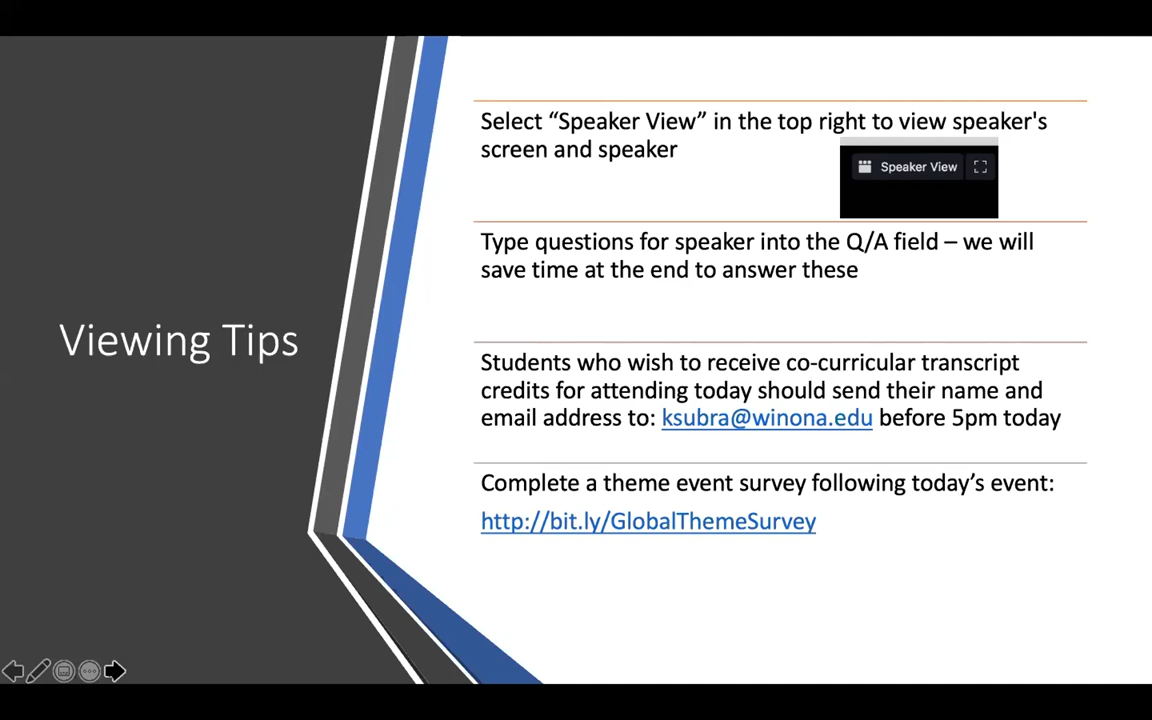 Viewing Tips
Select “Speaker View” in the top right to view speaker's
screen and speaker
Speaker View
Type questions for speaker into the Q/A field – we will
save time at the end to answer these
Students who wish to receive co-curricular transcript
credits for attending today should send their name and
email address to: ksubra@winona.edu before 5pm today
Complete a theme event survey following today’s event:
http://bit.ly/GlobalThemeSurvey